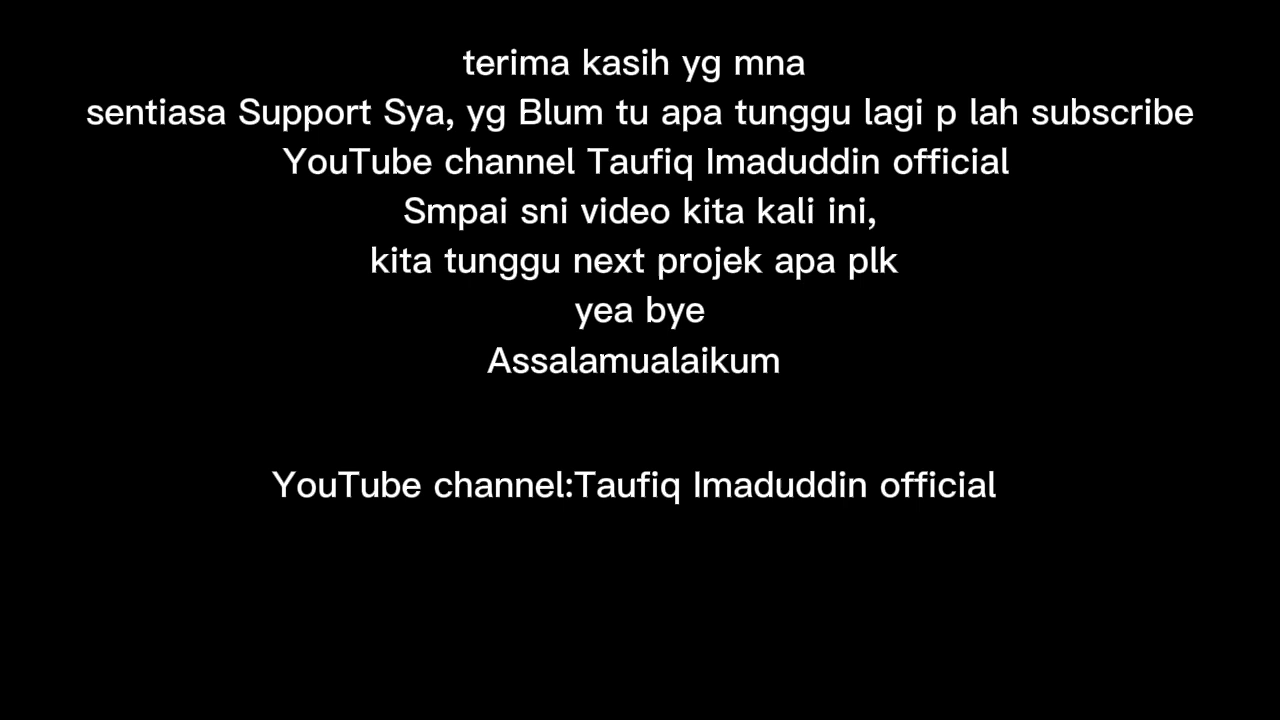 terima kasih yg mna
sentiasa Support Sya, yg Blum tu apa tunggu lagi p lah subscribe
YouTube channel Taufiq Imaduddin official
Smpai sni video kita kali ini,
kita tunggu next projek apa plk
yea bye
Assalamualaikum
YouTube channel:Taufiq Imaduddin official